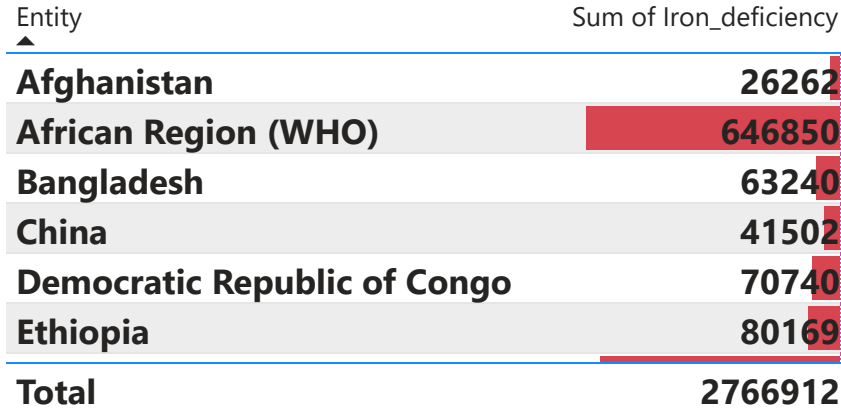 Entity Sum of Iron_deficiency
Afghanistan 26262
African Region (WHO) 646850
Bangladesh 63240
China 41502
Democratic Republic of Congo 70740
Ethiopia 80169
Total 2766912